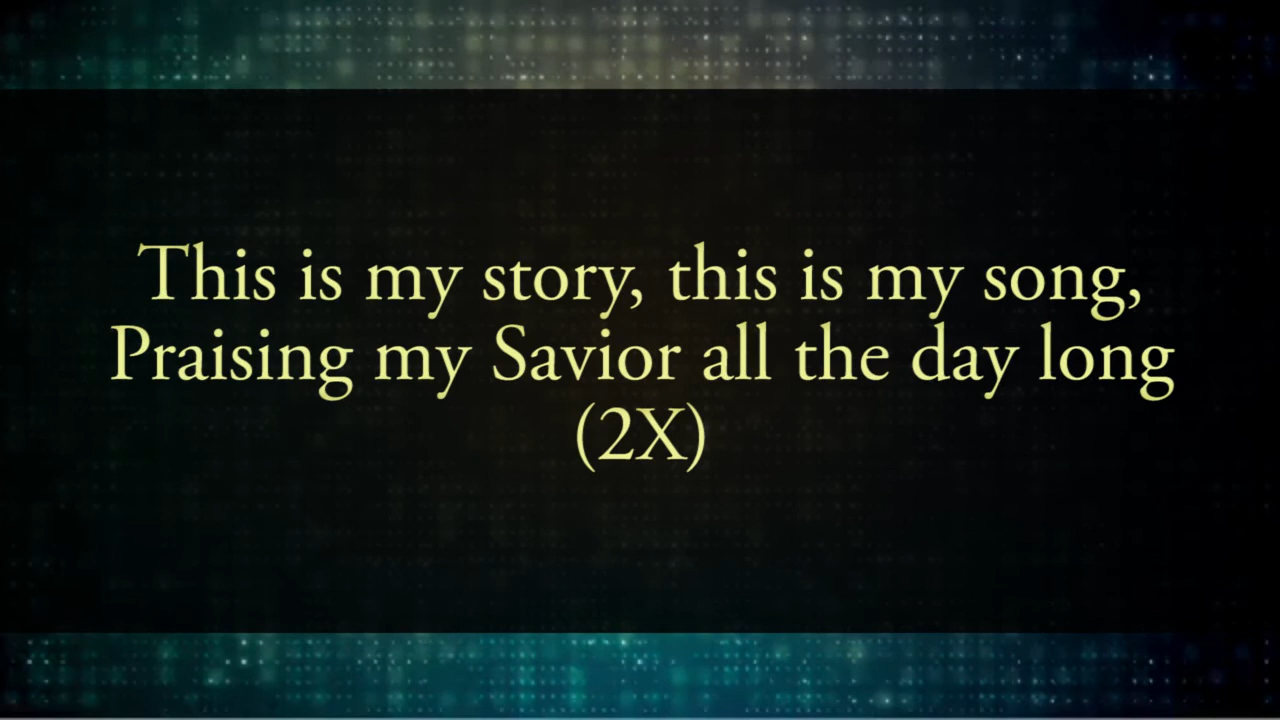 This is my story, this is my song,
Praising my Savior all the day long
(2X)